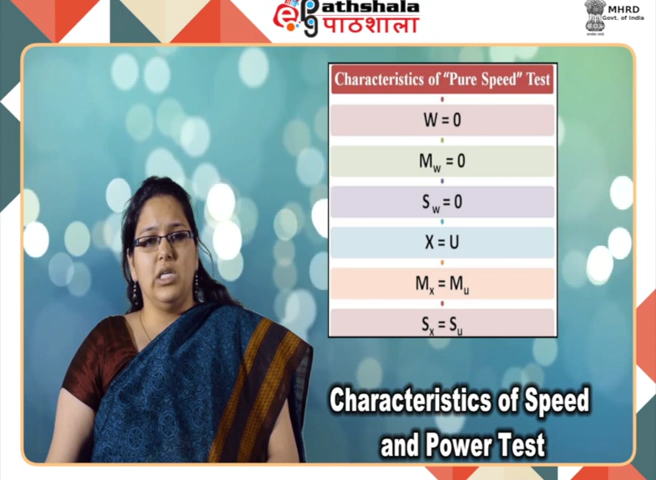 ePathshala
पाठशाला
MHRD
Govt. of India
Characteristics of "Pure Speed" Test
W = 0
Mw = 0
Sw = 0
X = U
Mx = Mu
Sx = Su
Characteristics of Speed
and Power Test